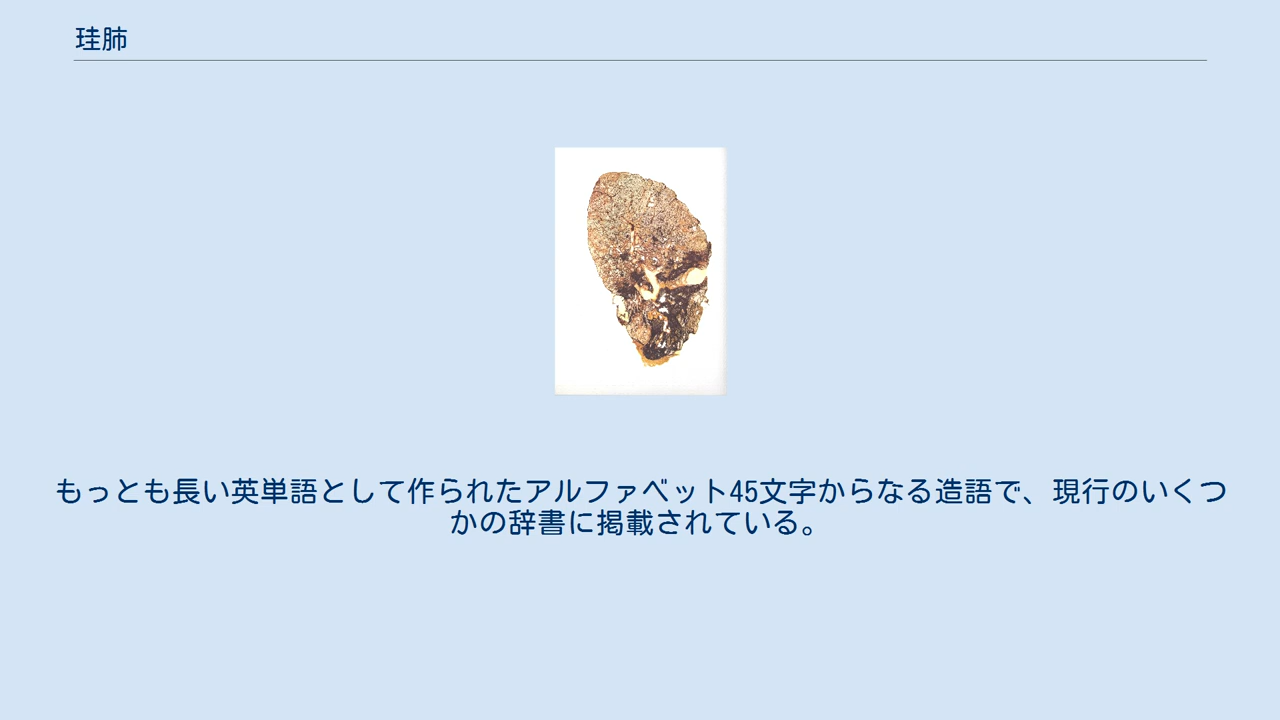 珪肺
もっとも長い英単語として作られたアルファベット45文字からなる造語で、現行のいくつ
かの辞書に掲載されている。